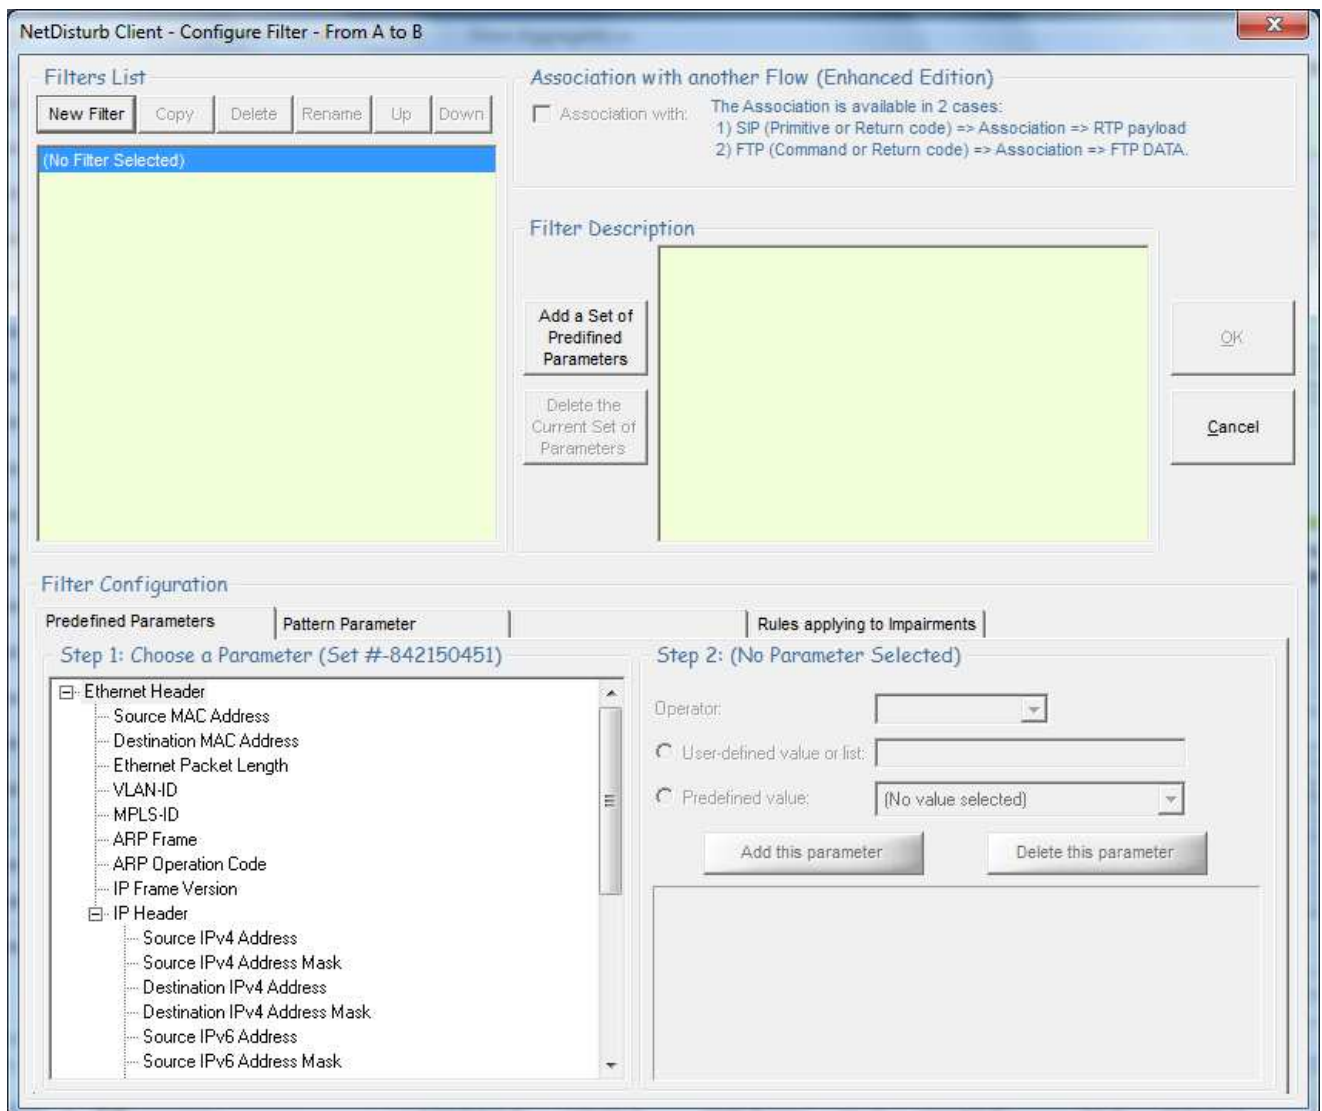 NetDisturb Client - Configure Filter - From A to B
X
Filters List
New Filter
Copy
Delete
Rename
Up
Down
(No Filter Selected)
Association with another Flow (Enhanced Edition)
Association with:
The Association is available in 2 cases:
1) SIP (Primitive or Return code) => Association => RTP payload
2) FTP (Command or Return code) => Association => FTP DATA.
Filter Description
Add a Set of
Predifined
Parameters
Delete the
Current Set of
Parameters
OK
Cancel
Filter Configuration
Predefined Parameters
Pattern Parameter
Rules applying to Impairments
Step 1: Choose a Parameter (Set #-842150451)
Ethernet Header
Source MAC Address
Destination MAC Address
Ethernet Packet Length
VLAN-ID
MPLS-ID
ARP Frame
ARP Operation Code
IP Frame Version
IP Header
Source IPv4 Address
Source IPv4 Address Mask
Destination IPv4 Address
Destination IPv4 Address Mask
Source IPv6 Address
Source IPv6 Address Mask
Step 2: (No Parameter Selected)
Operator:
User-defined value or list:
Predefined value:
(No value selected)
Add this parameter
Delete this parameter